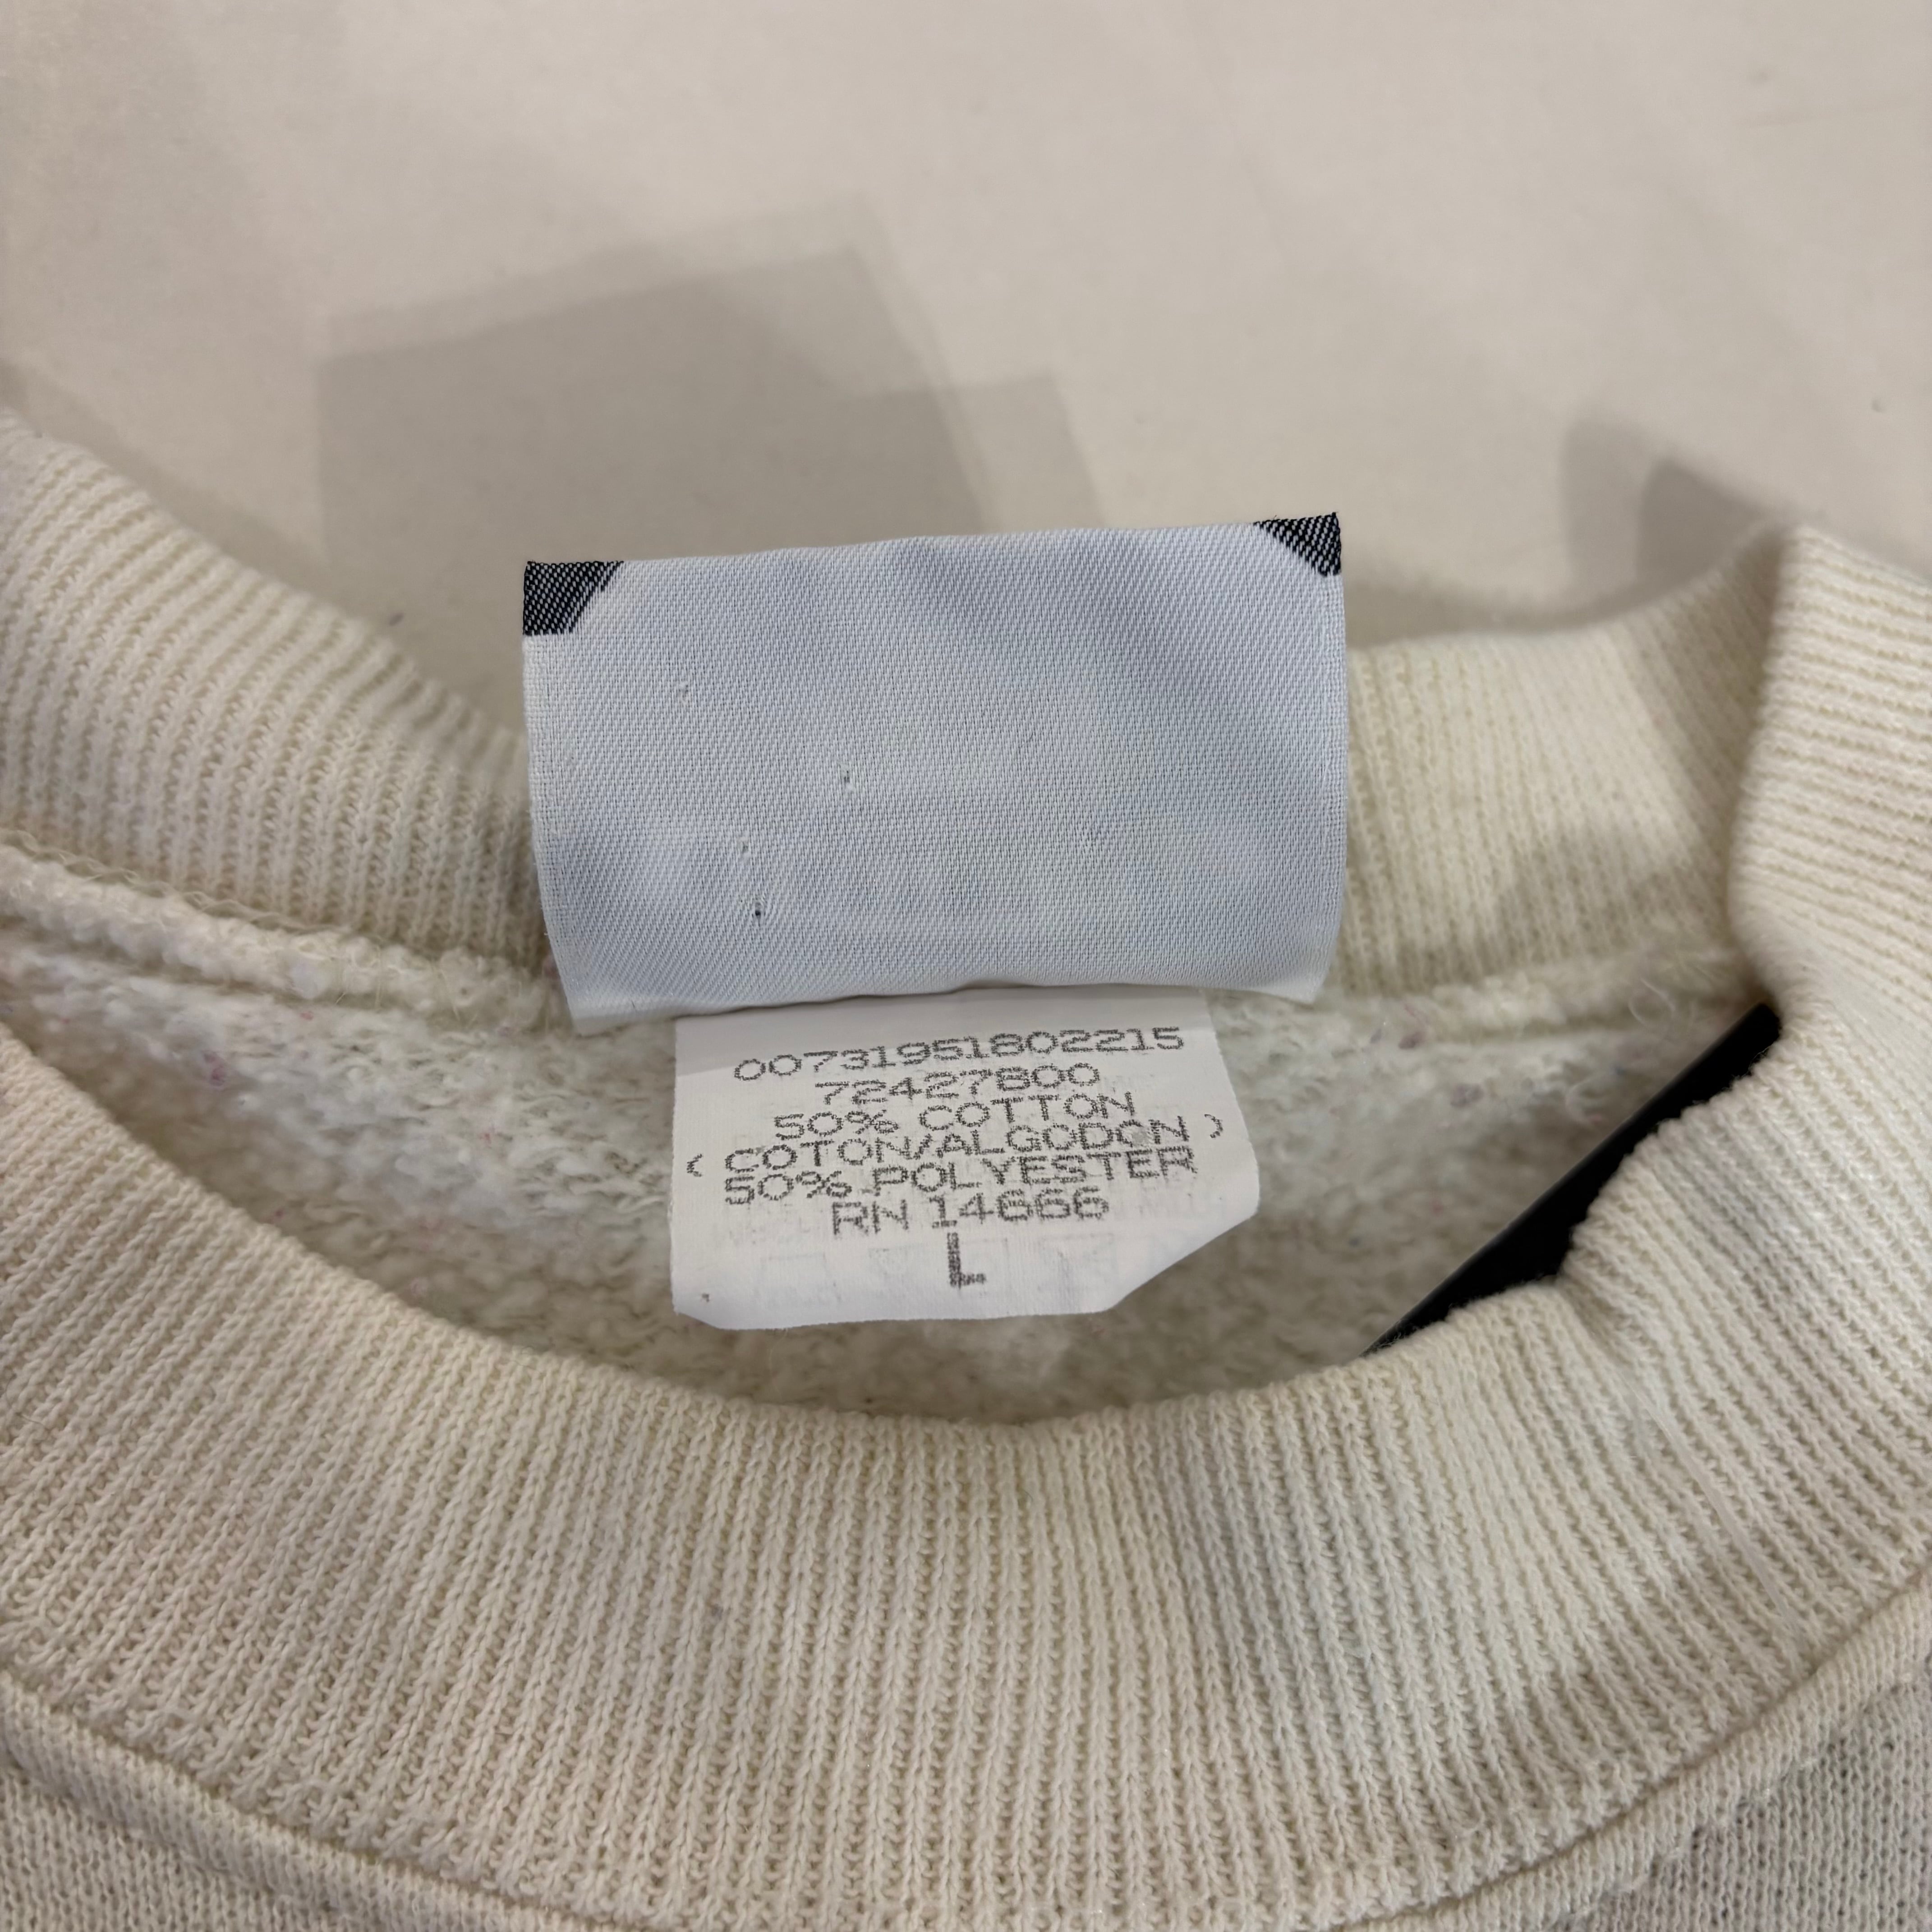 00731951802215
72427800
50% COTTON
( COTON/ALGODON )
50% POLYESTER
RN 14666
L